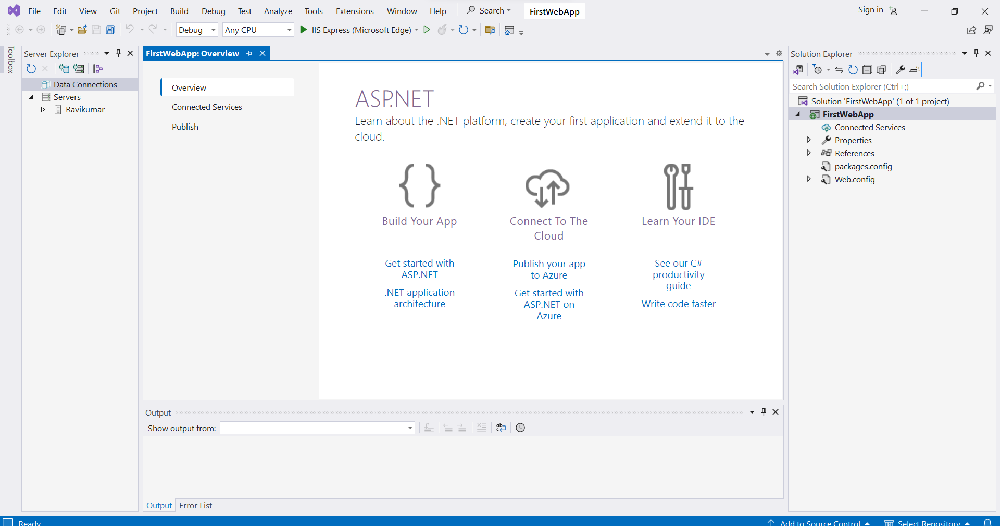 File Edit View Git Project Build Debug Test Analyze Tools Extensions Window Help Search FirstWebApp Sign in
Debug Any CPU IIS Express (Microsoft Edge)
Toolbox
Server Explorer
Data Connections
Servers
Ravikumar
FirstWebApp: Overview
Overview
Connected Services
Publish
ASP.NET
Learn about the .NET platform, create your first application and extend it to the
cloud.
Build Your App
Get started with
ASP.NET
.NET application
architecture
Connect To The
Cloud
Publish your app
to Azure
Get started with
ASP.NET on
Azure
Learn Your IDE
See our C#
productivity
guide
Write code faster
Output
Show output from:
Output Error List
Solution Explorer
Search Solution Explorer (Ctrl+;)
Solution 'FirstWebApp' (1 of 1 project)
FirstWebApp
Connected Services
Properties
References
packages.config
Web.config
Ready Add to Source Control Select Repository